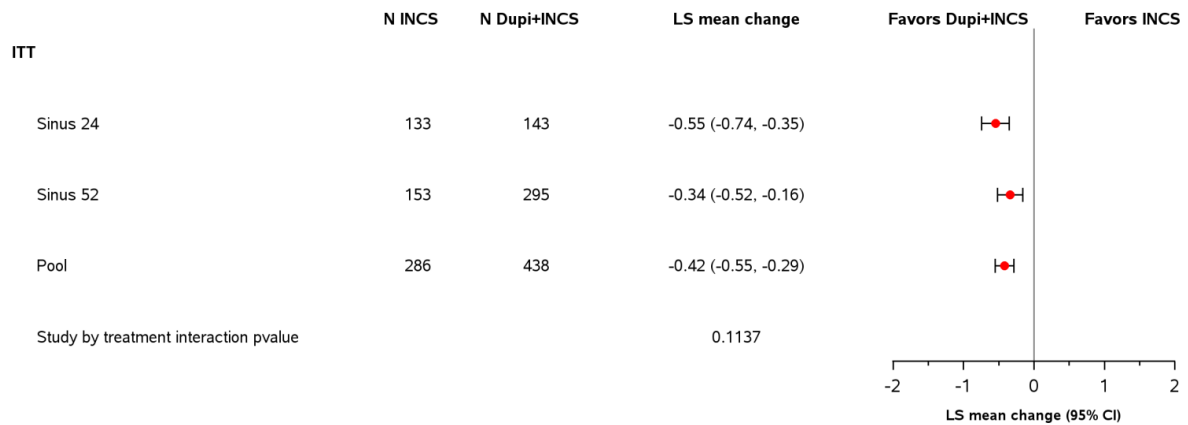 N INCS N Dupi+INCS LS mean change Favors Dupi+INCS Favors INCS
ITT
Sinus 24 133 143 -0.55 (-0.74, -0.35)
Sinus 52 153 295 -0.34 (-0.52, -0.16)
Pool 286 438 -0.42 (-0.55, -0.29)
Study by treatment interaction pvalue 0.1137
-2 -1 0 1 2
LS mean change (95% CI)